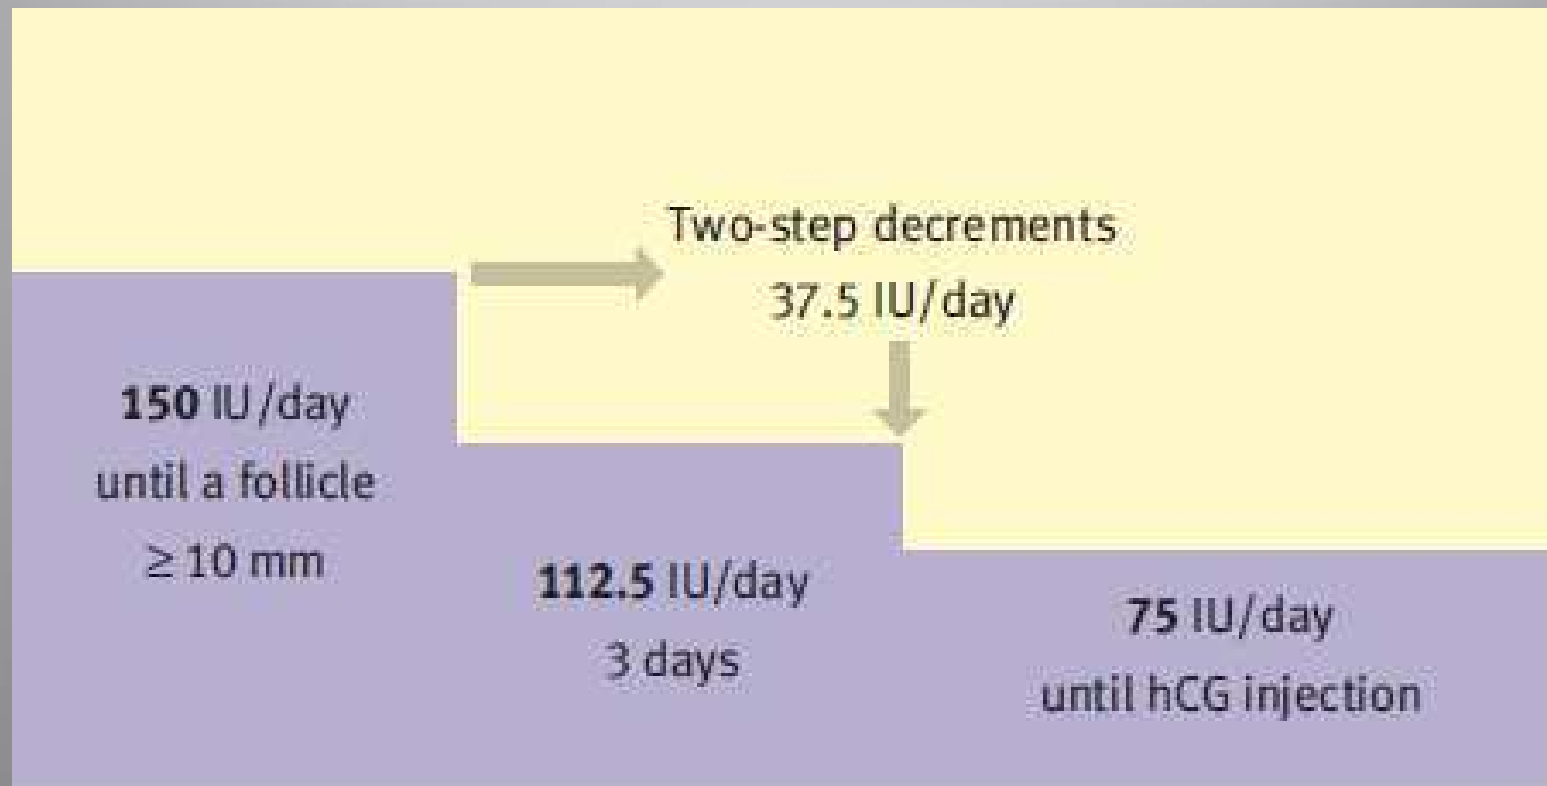 Two-step decrements
37.5 IU/day
150 IU/day
until a follicle
≥ 10 mm
112.5 IU/day
3 days
75 IU/day
until hCG injection